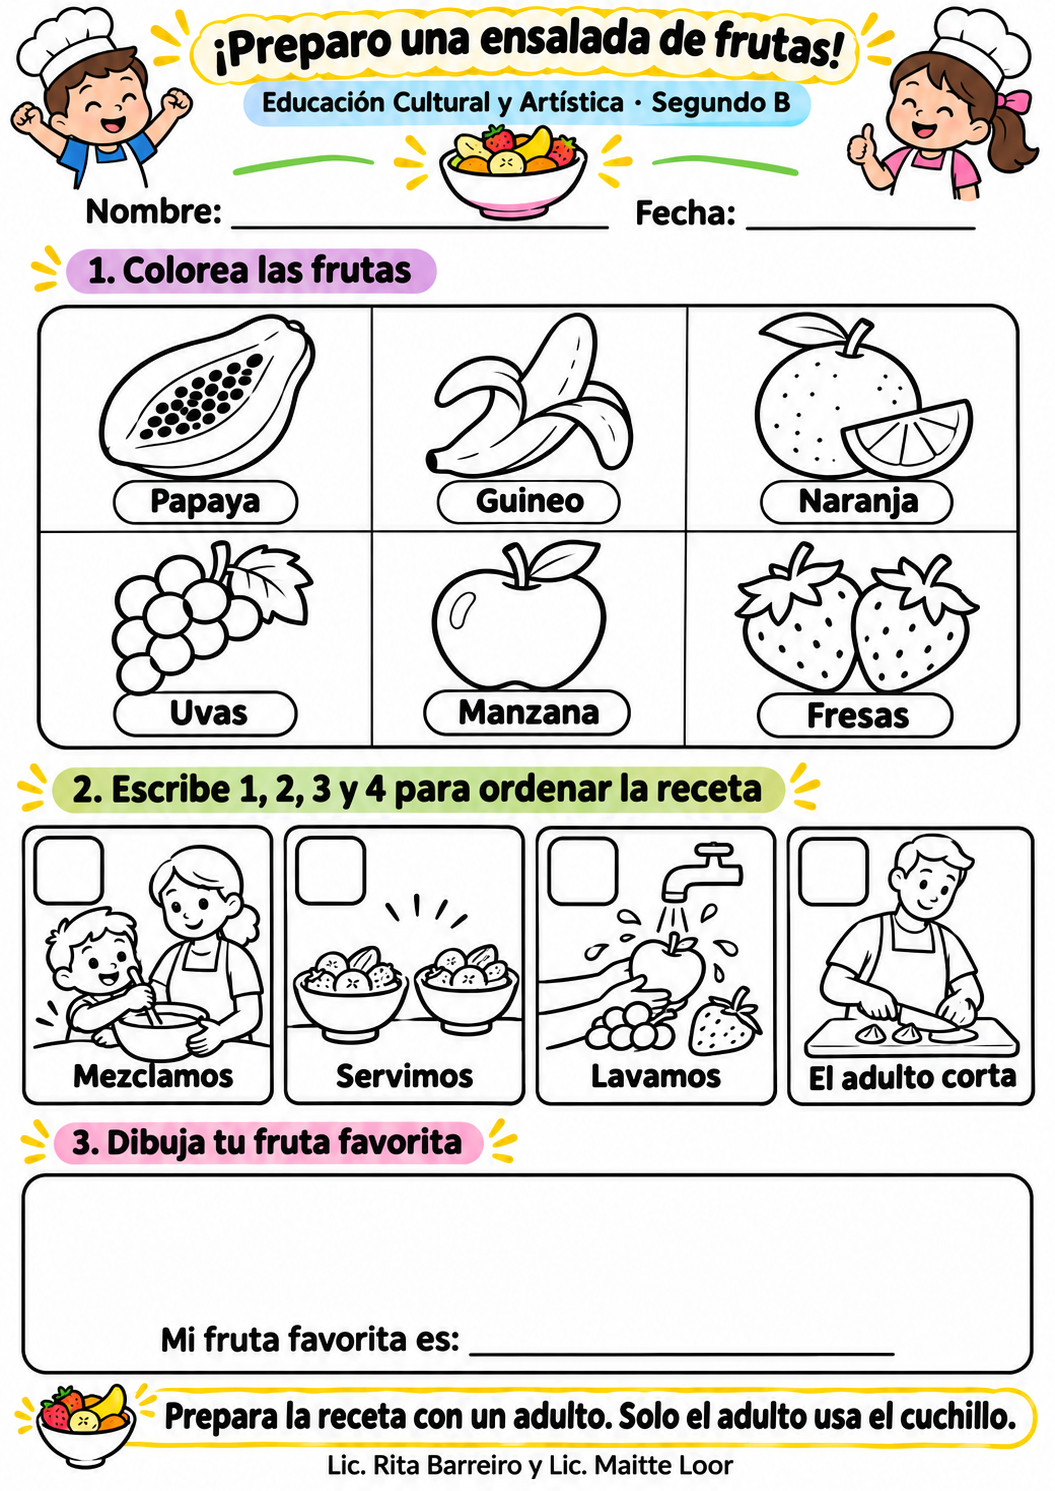 ¡Preparo una ensalada de frutas!
Educación Cultural y Artística · Segundo B
Nombre: Fecha:
1. Colorea las frutas
Papaya Guineo Naranja
Uvas Manzana Fresas
2. Escribe 1, 2, 3 y 4 para ordenar la receta
Mezclamos Servimos Lavamos El adulto corta
3. Dibuja tu fruta favorita
Mi fruta favorita es:
Prepara la receta con un adulto. Solo el adulto usa el cuchillo.
Lic. Rita Barreiro y Lic. Maitte Loor